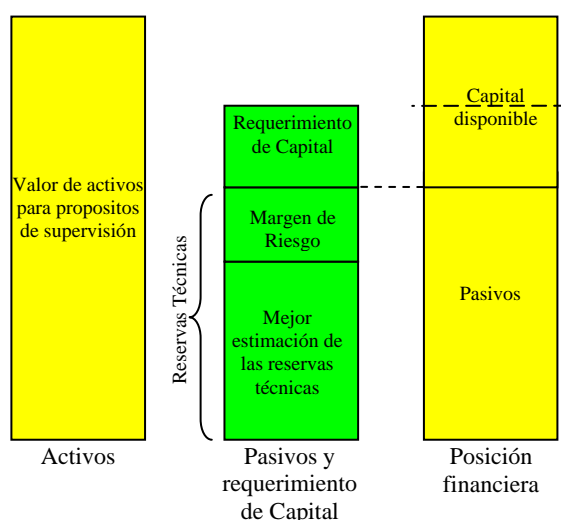 Valor de activos
para propositos
de supervisión
Activos
Reservas Técnicas
Requerimiento
de Capital
Margen de
Riesgo
Mejor
estimación de
las reservas
técnicas
Pasivos y
requerimiento
de Capital
Capital
disponible
Pasivos
Posición
financiera